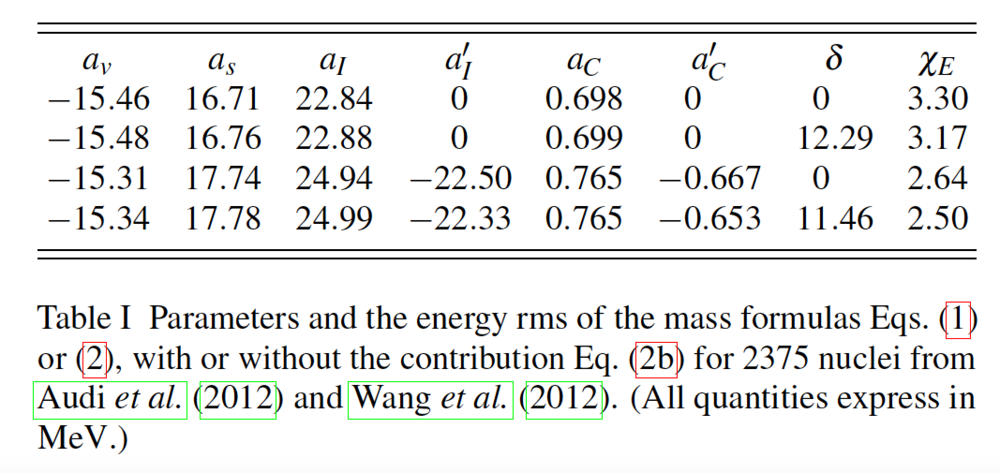 a_v a_s a_I a′_I a_C a′_C δ χ_E
−15.46 16.71 22.84 0 0.698 0 0 3.30
−15.48 16.76 22.88 0 0.699 0 12.29 3.17
−15.31 17.74 24.94 −22.50 0.765 −0.667 0 2.64
−15.34 17.78 24.99 −22.33 0.765 −0.653 11.46 2.50
Table I Parameters and the energy rms of the mass formulas Eqs. (1)
or (2), with or without the contribution Eq. (2b) for 2375 nuclei from
Audi et al. (2012) and Wang et al. (2012). (All quantities express in
MeV.)